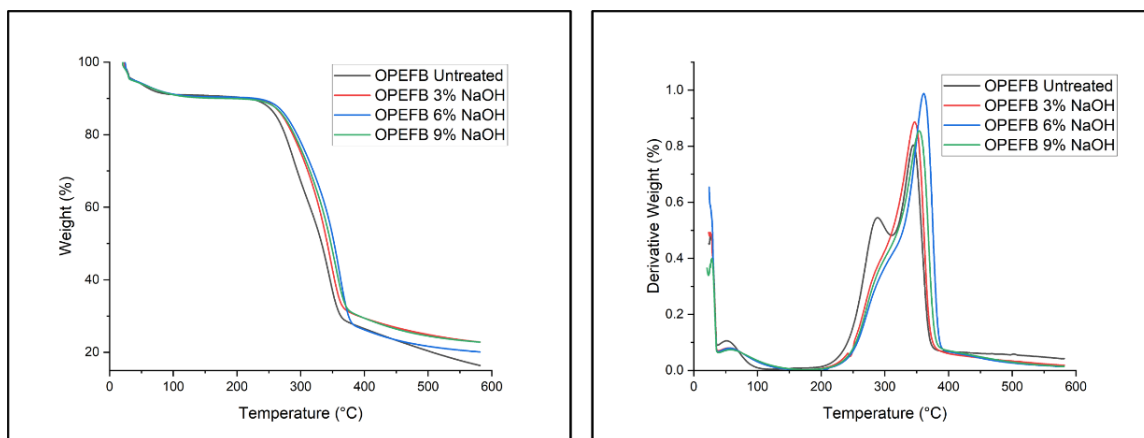 100
80
60
40
20
Weight (%)
0 100 200 300 400 500 600
Temperature (°C)
OPEFB Untreated
OPEFB 3% NaOH
OPEFB 6% NaOH
OPEFB 9% NaOH
1.0
0.8
0.6
0.4
0.2
0.0
Derivative Weight (%)
0 100 200 300 400 500 600
Temperature (°C)
OPEFB Untreated
OPEFB 3% NaOH
OPEFB 6% NaOH
OPEFB 9% NaOH